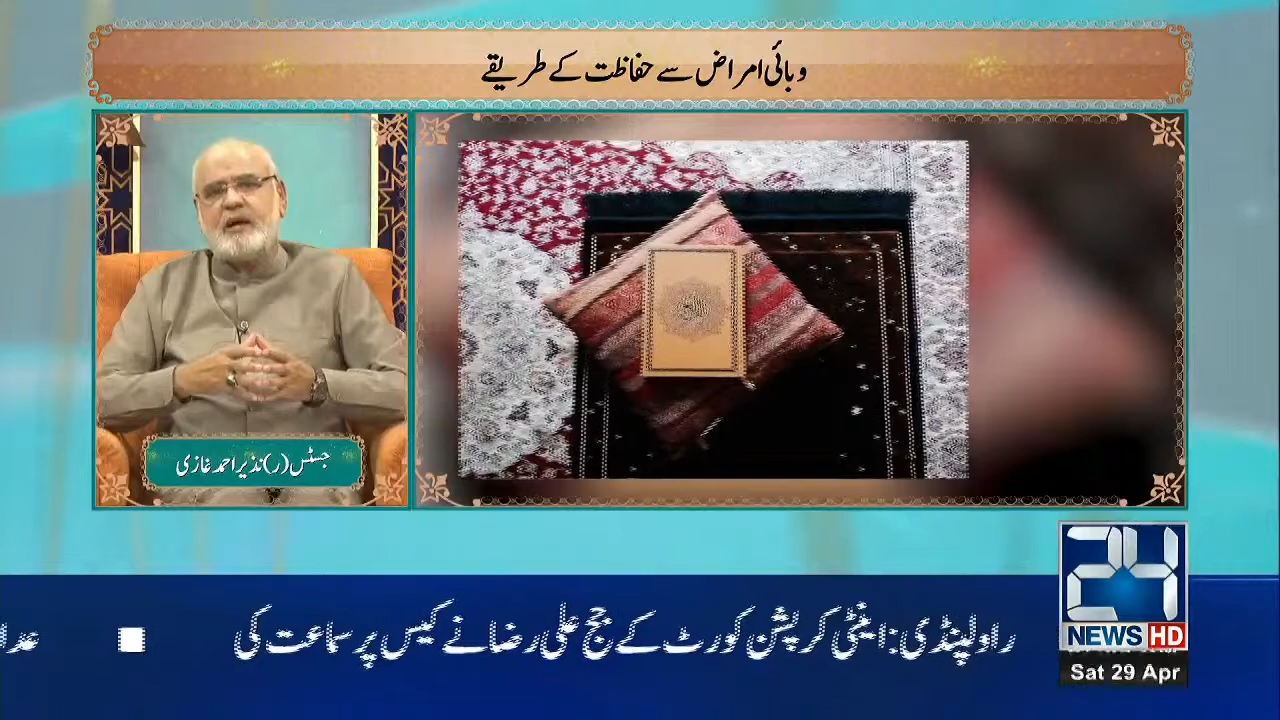 وبائی امراض سے حفاظت کے طریقے
جسٹس (ر) نذیر احمد غازی
راولپنڈی: اینٹی کرپشن کورٹ کے جج علی رضا نے کیس پر سماعت کی
24
NEWS HD
Sat 29 Apr